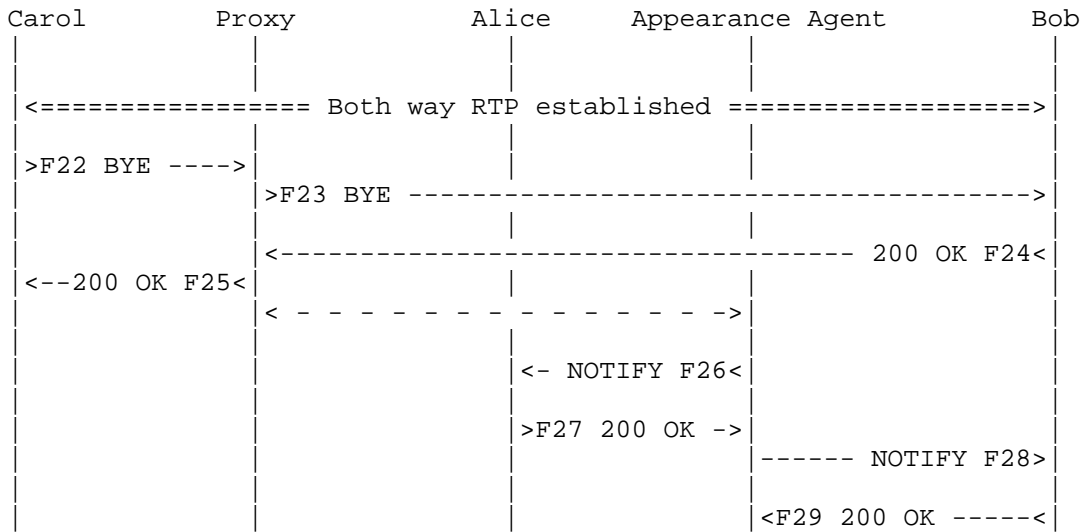 Carol Proxy Alice Appearance Agent Bob
<================= Both way RTP established ===================>
>F22 BYE ---->
>F23 BYE --------------------------------------->
<------------------------------------ 200 OK F24<
<--200 OK F25<
< - - - - - - - - - - - - - - ->
<- NOTIFY F26<
>F27 200 OK ->
------ NOTIFY F28>
<F29 200 OK -----<